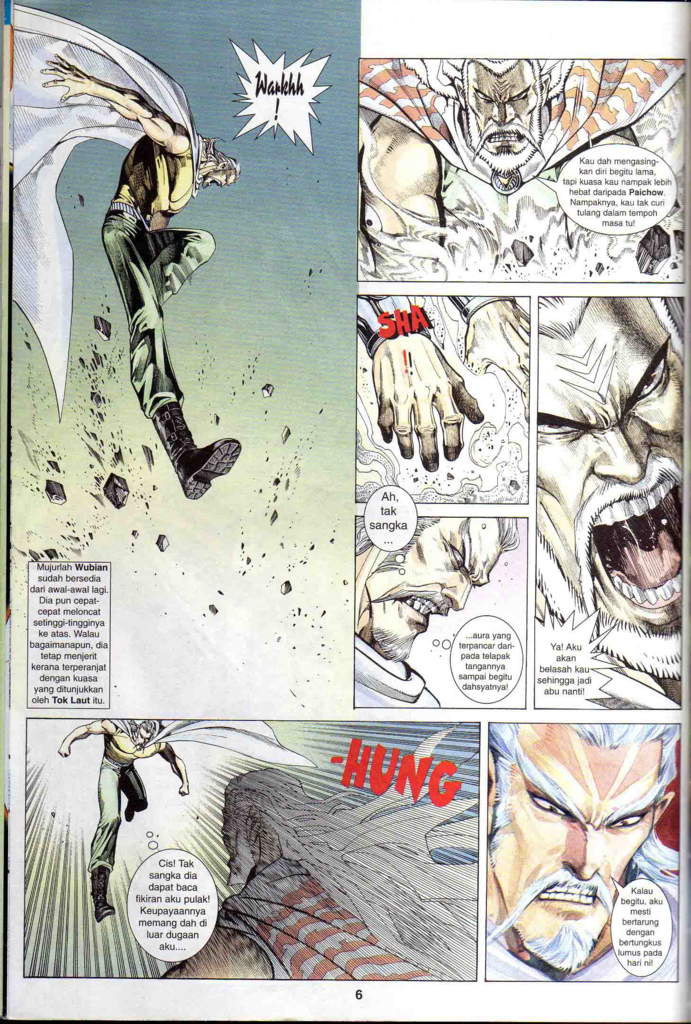 Warkhh
!
Mujurlah Wubian
sudah bersedia
dari awal-awal lagi.
Dia pun cepat-
cepat meloncat
setinggi-tingginya
ke atas. Walau
bagaimanapun, dia
tetap menjerit
kerana terperanjat
dengan kuasa
yang ditunjukkan
oleh Tok Laut itu.
Kau dah mengasing-
kan diri begitu lama,
tapi kuasa kau nampak lebih
hebat daripada Paichow.
Nampaknya, kau tak curi
tulang dalam tempoh
masa tu!
SHA
!!
Ah,
tak
sangka
...
...aura yang
terpancar dari-
pada telapak
tangannya
sampai begitu
dahsyatnya!
Ya! Aku
akan
belasah kau
sehingga jadi
abu nanti!
-HUNG
Cis! Tak
sangka dia
dapat baca
fikiran aku pulak!
Keupayaannya
memang dah di
luar dugaan
aku....
Kalau
begitu, aku
mesti
bertarung
dengan
bertungkus
lumus pada
hari ni!
6